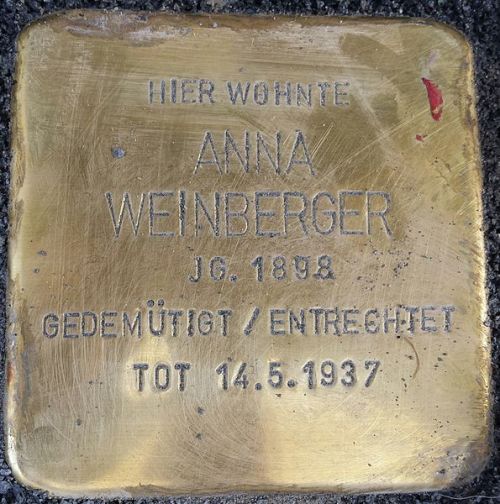 HIER WOHNTE
ANNA
WEINBERGER
JG. 1898
GEDEMÜTIGT / ENTRECHTET
TOT 14.5.1937